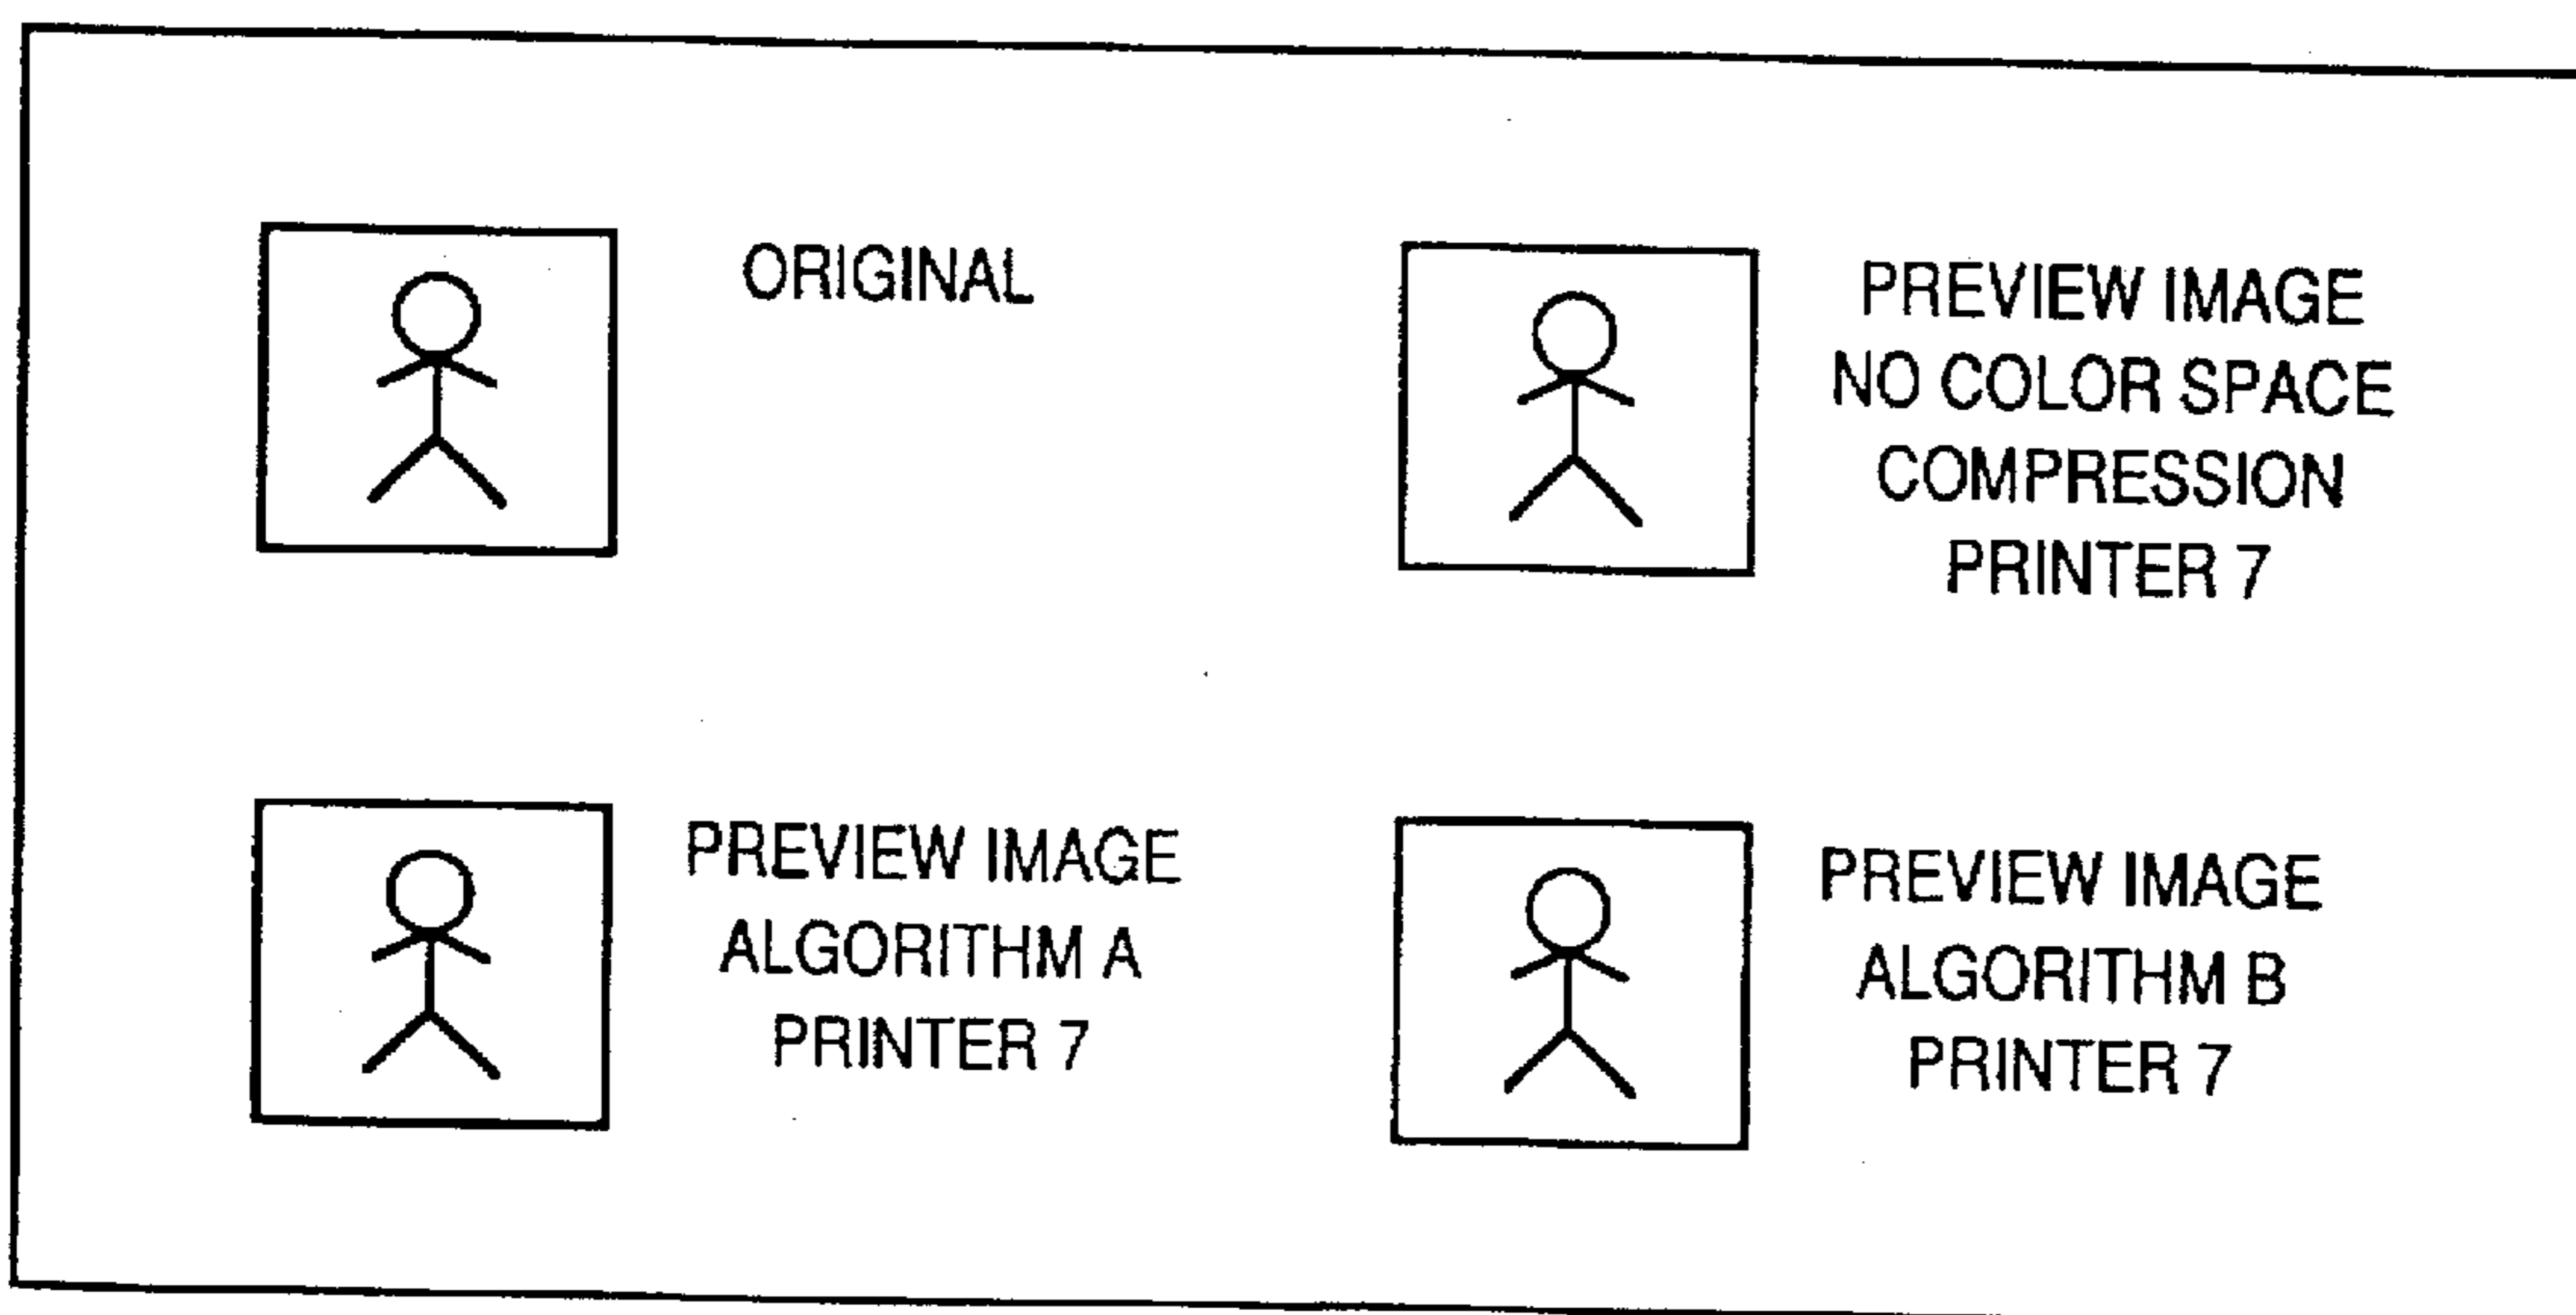 ORIGINAL
PREVIEW IMAGE
NO COLOR SPACE
COMPRESSION
PRINTER 7
PREVIEW IMAGE
ALGORITHM A
PRINTER 7
PREVIEW IMAGE
ALGORITHM B
PRINTER 7